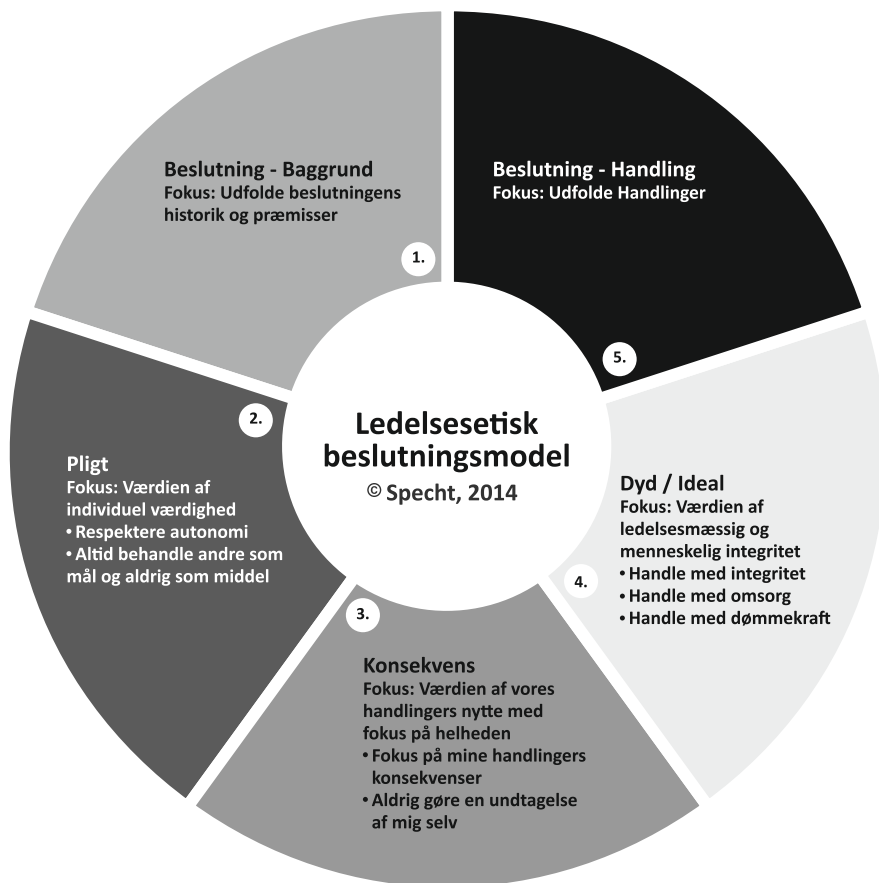 Ledelsesetisk
beslutningsmodel
© Specht, 2014
1.
Beslutning - Baggrund
Fokus: Udfolde beslutningens
historik og præmisser
2.
Pligt
Fokus: Værdien af
individuel værdighed
• Respektere autonomi
• Altid behandle andre som
mål og aldrig som middel
3.
Konsekvens
Fokus: Værdien af vores
handlingers nytte med
fokus på helheden
• Fokus på mine handlingers
konsekvenser
• Aldrig gøre en undtagelse
af mig selv
4.
Dyd / Ideal
Fokus: Værdien af
ledelsesmæssig og
menneskelig integritet
• Handle med integritet
• Handle med omsorg
• Handle med dømmekraft
5.
Beslutning - Handling
Fokus: Udfolde Handlinger